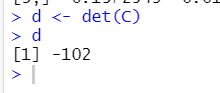 > d <- det(C)
> d
[1] -102
>